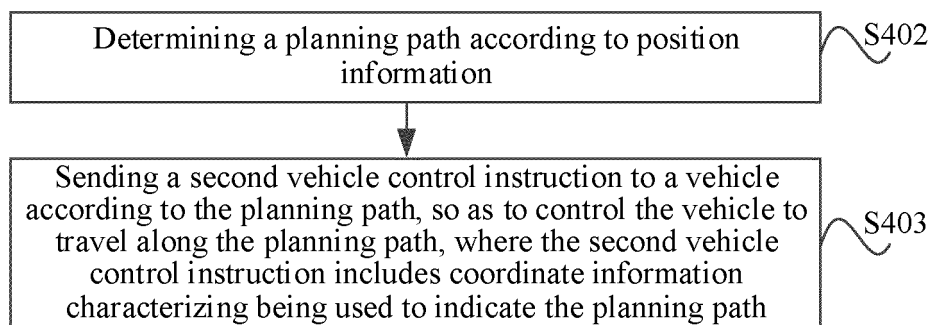 Determining a planning path according to position
information
S402
Sending a second vehicle control instruction to a vehicle
according to the planning path, so as to control the vehicle to
travel along the planning path, where the second vehicle
control instruction includes coordinate information
characterizing being used to indicate the planning path
S403